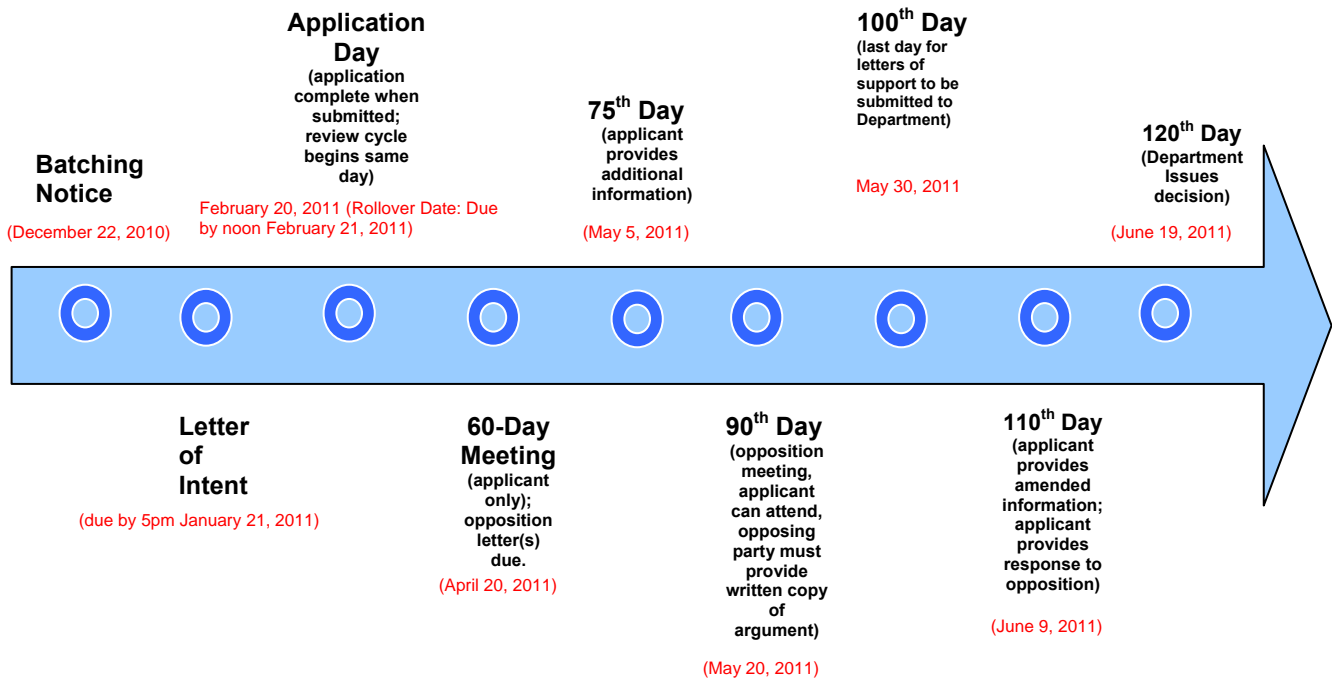 Batching
Notice
(December 22, 2010)
Letter
of
Intent
(due by 5pm January 21, 2011)
Application
Day
(application
complete when
submitted;
review cycle
begins same
day)
February 20, 2011 (Rollover Date: Due
by noon February 21, 2011)
60-Day
Meeting
(applicant
only);
opposition
letter(s)
due.
(April 20, 2011)
75th Day
(applicant
provides
additional
information)
(May 5, 2011)
90th Day
(opposition
meeting,
applicant
can attend,
opposing
party must
provide
written copy
of
argument)
(May 20, 2011)
100th Day
(last day for
letters of
support to be
submitted to
Department)
May 30, 2011
110th Day
(applicant
provides
amended
information;
applicant
provides
response to
opposition)
(June 9, 2011)
120th Day
(Department
Issues
decision)
(June 19, 2011)